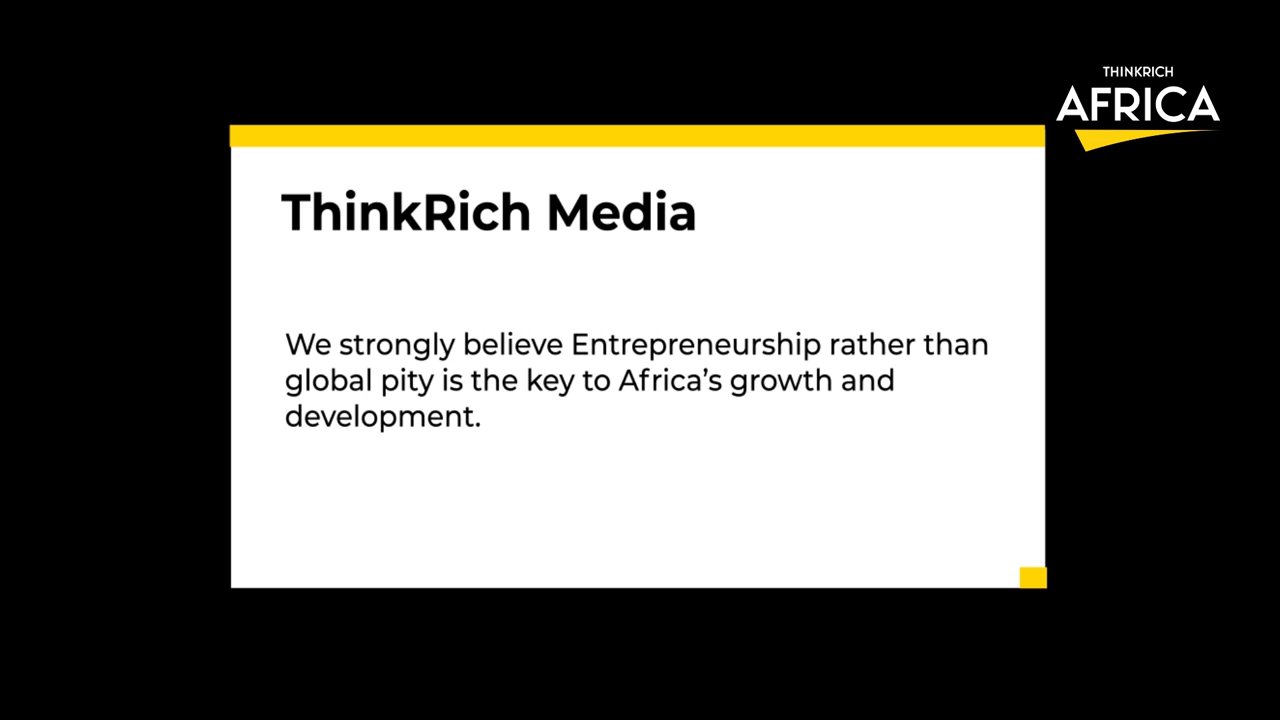 THINKRICH
AFRICA
ThinkRich Media
We strongly believe Entrepreneurship rather than
global pity is the key to Africa’s growth and
development.